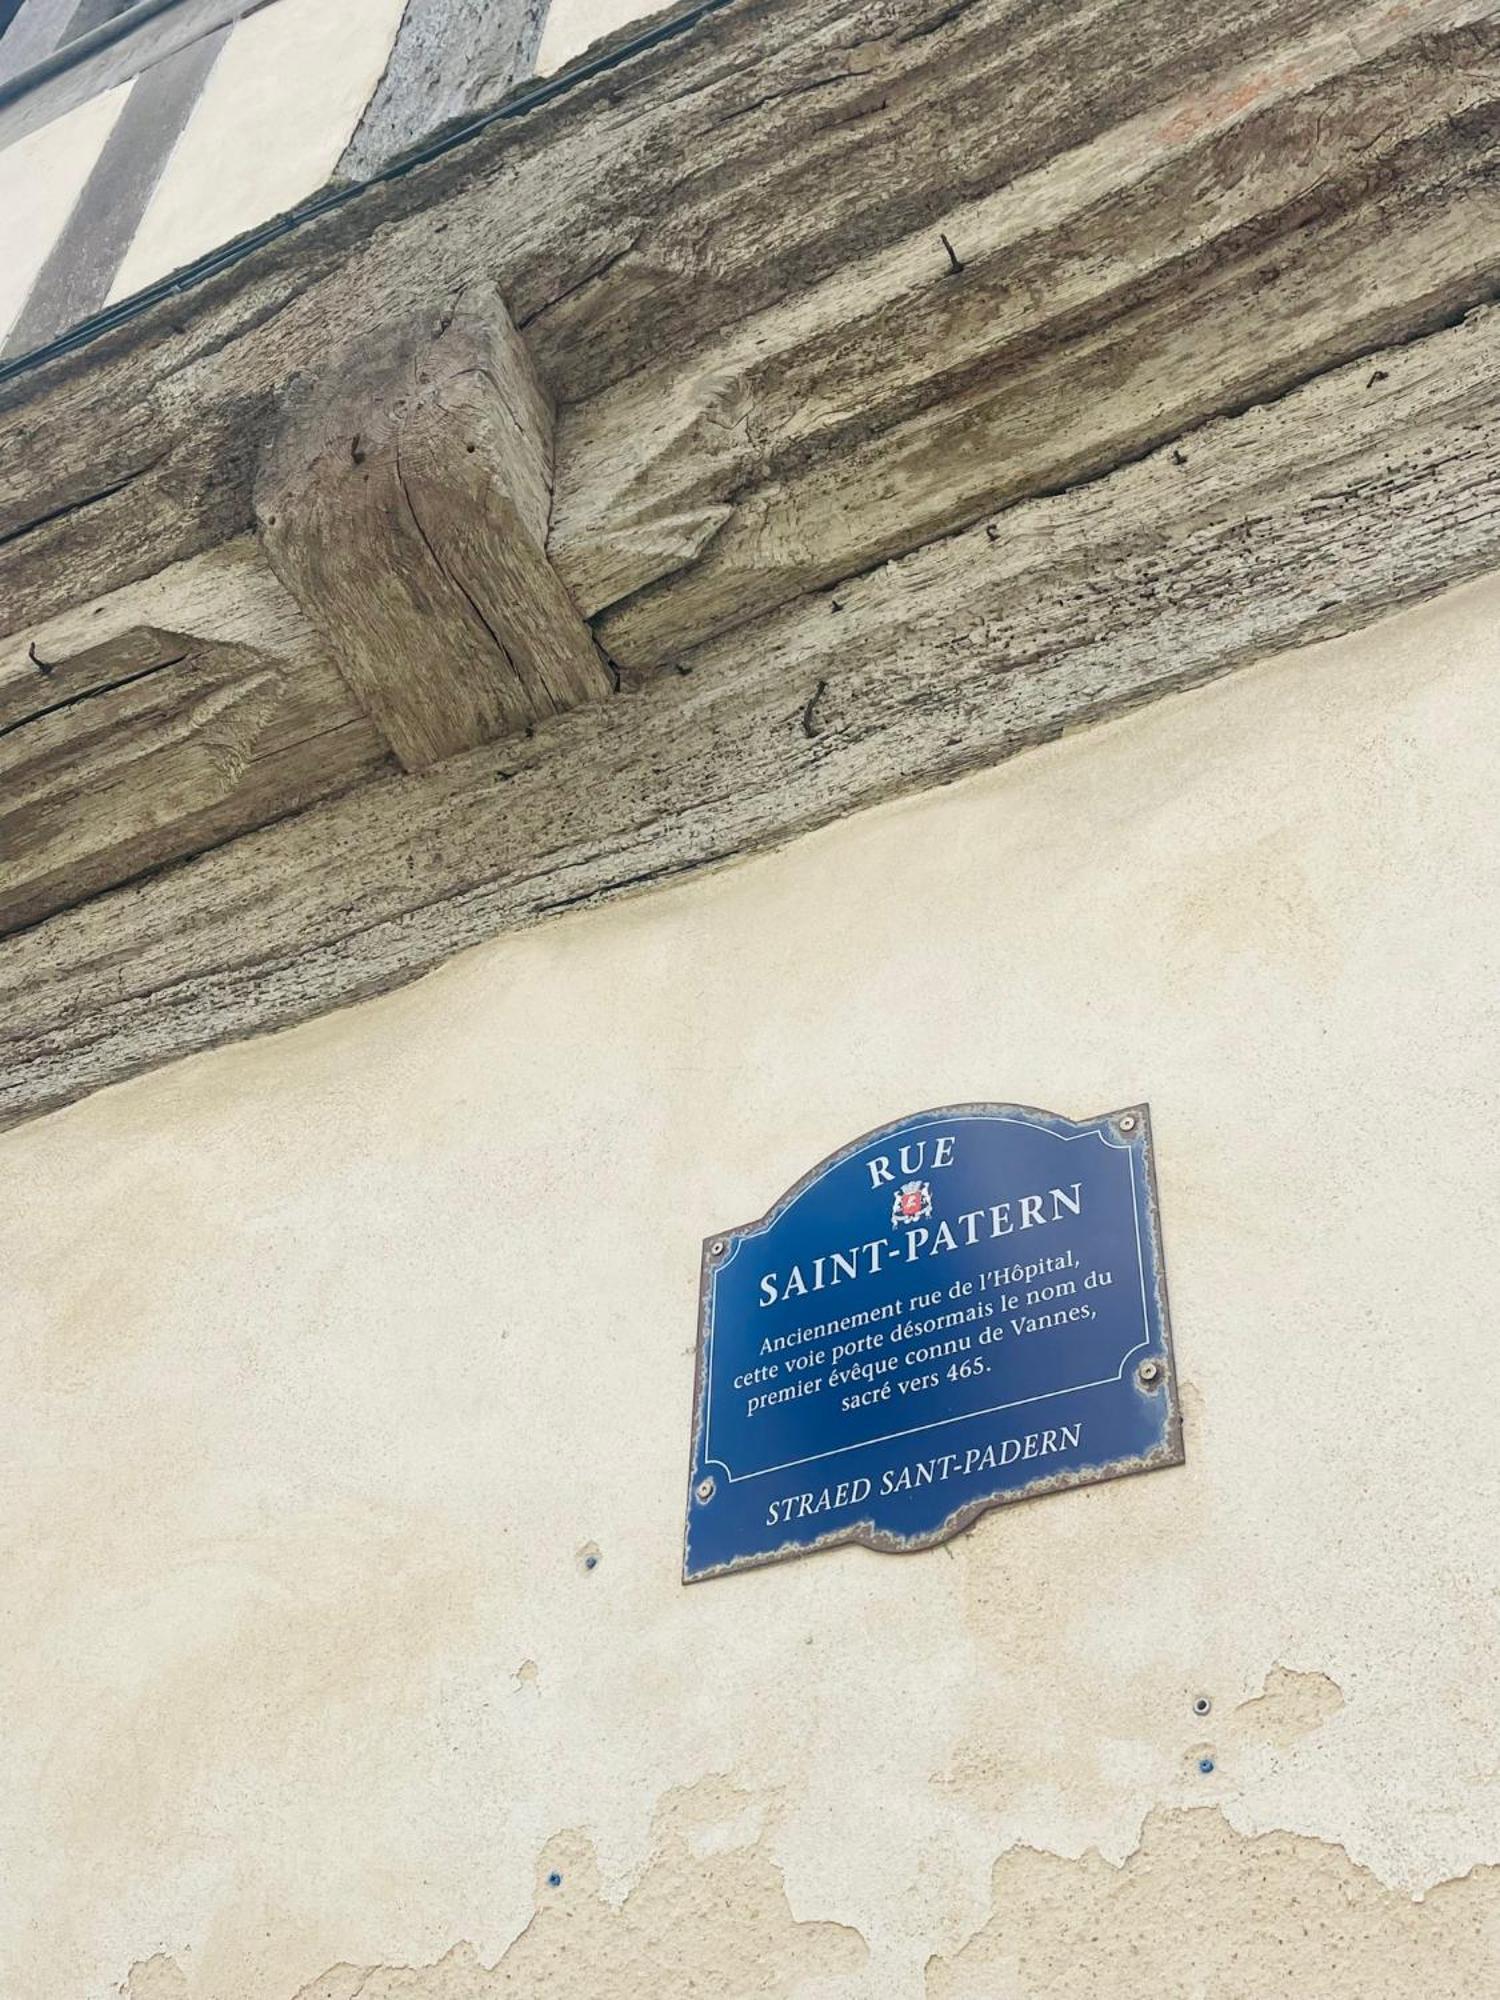 RUE
SAINT-PATERN
Anciennement rue de l'Hôpital,
cette voie porte désormais le nom du
premier évêque connu de Vannes,
sacré vers 465.
STRAED SANT-PADERN